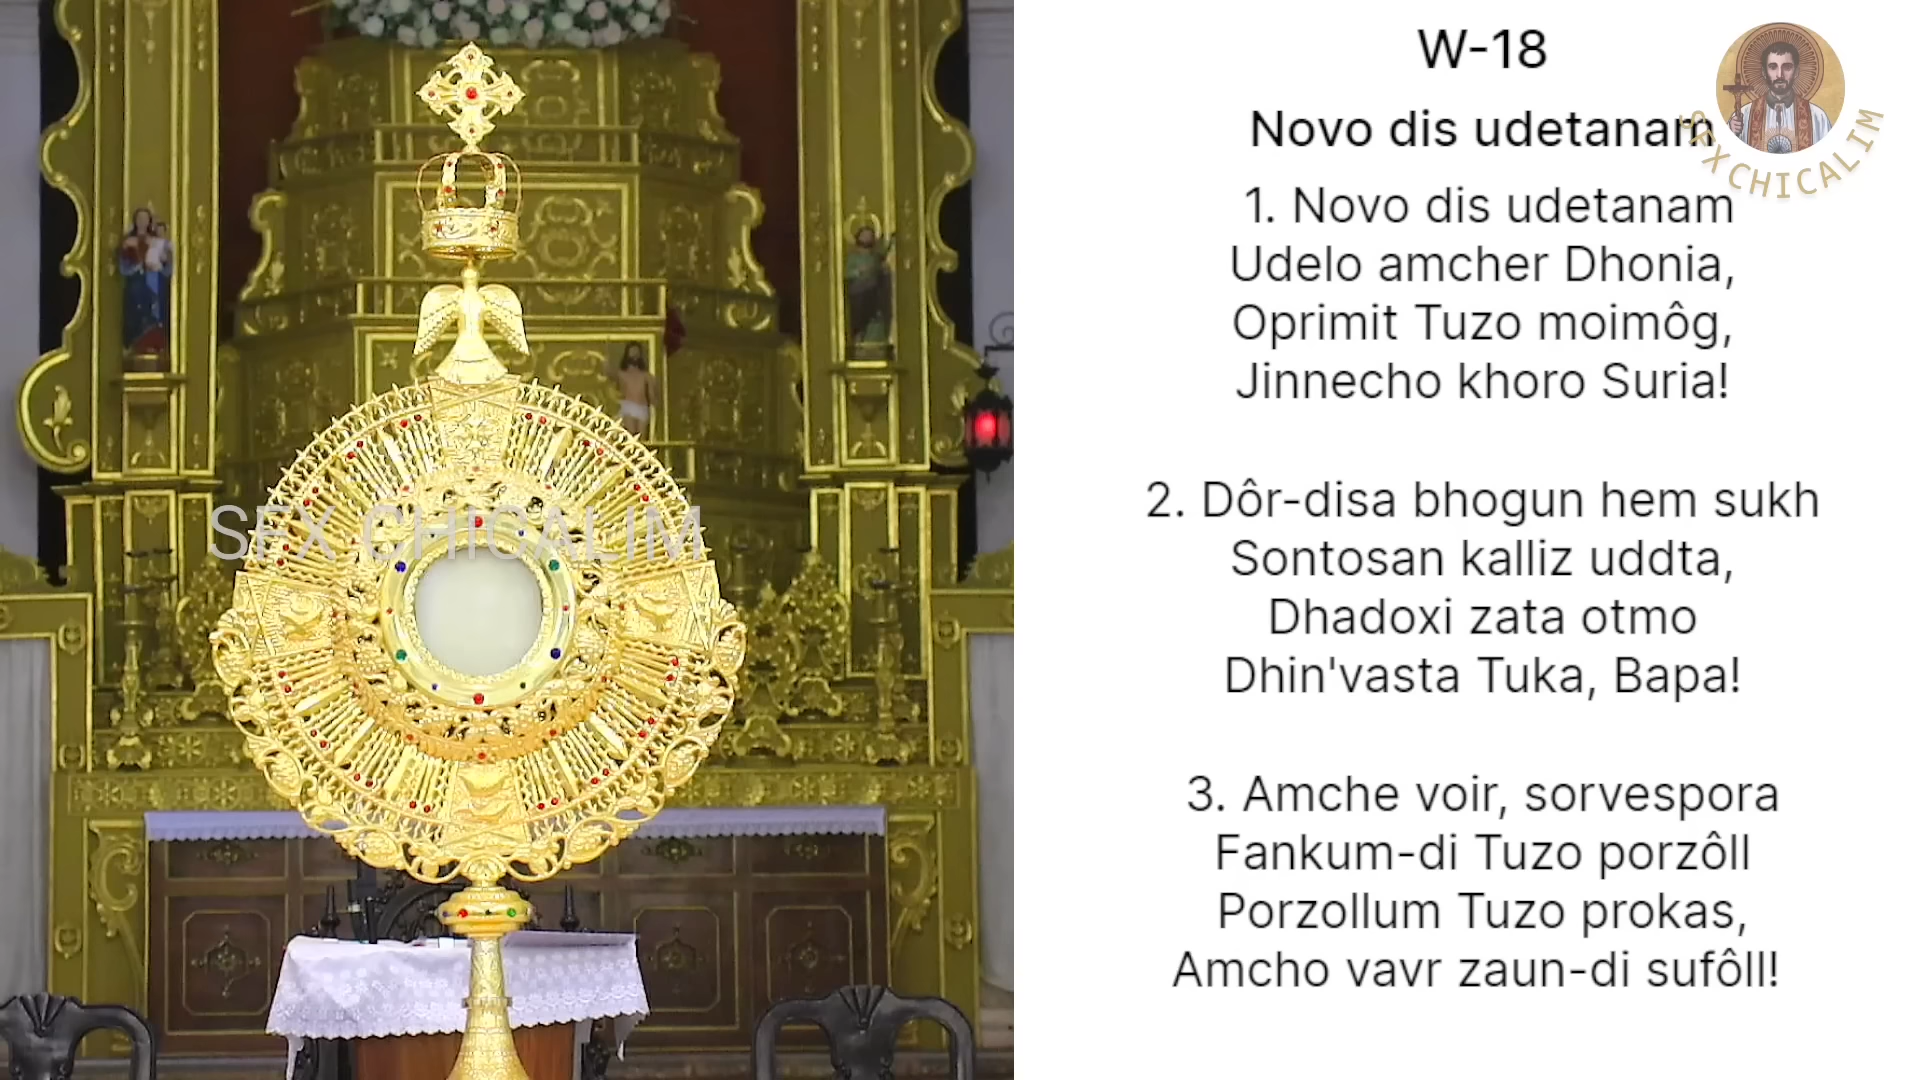 SFX CHICALIM
W-18
SFX CHICALIM
Novo dis udetanam
1. Novo dis udetanam
Udelo amcher Dhonia,
Oprimit Tuzo moimôg,
Jinnecho khoro Suria!
2. Dôr-disa bhogun hem sukh
Sontosan kalliz uddta,
Dhadoxi zata otmo
Dhin'vasta Tuka, Bapa!
3. Amche voir, sorvespora
Fankum-di Tuzo porzôll
Porzollum Tuzo prokas,
Amcho vavr zaun-di sufôll!